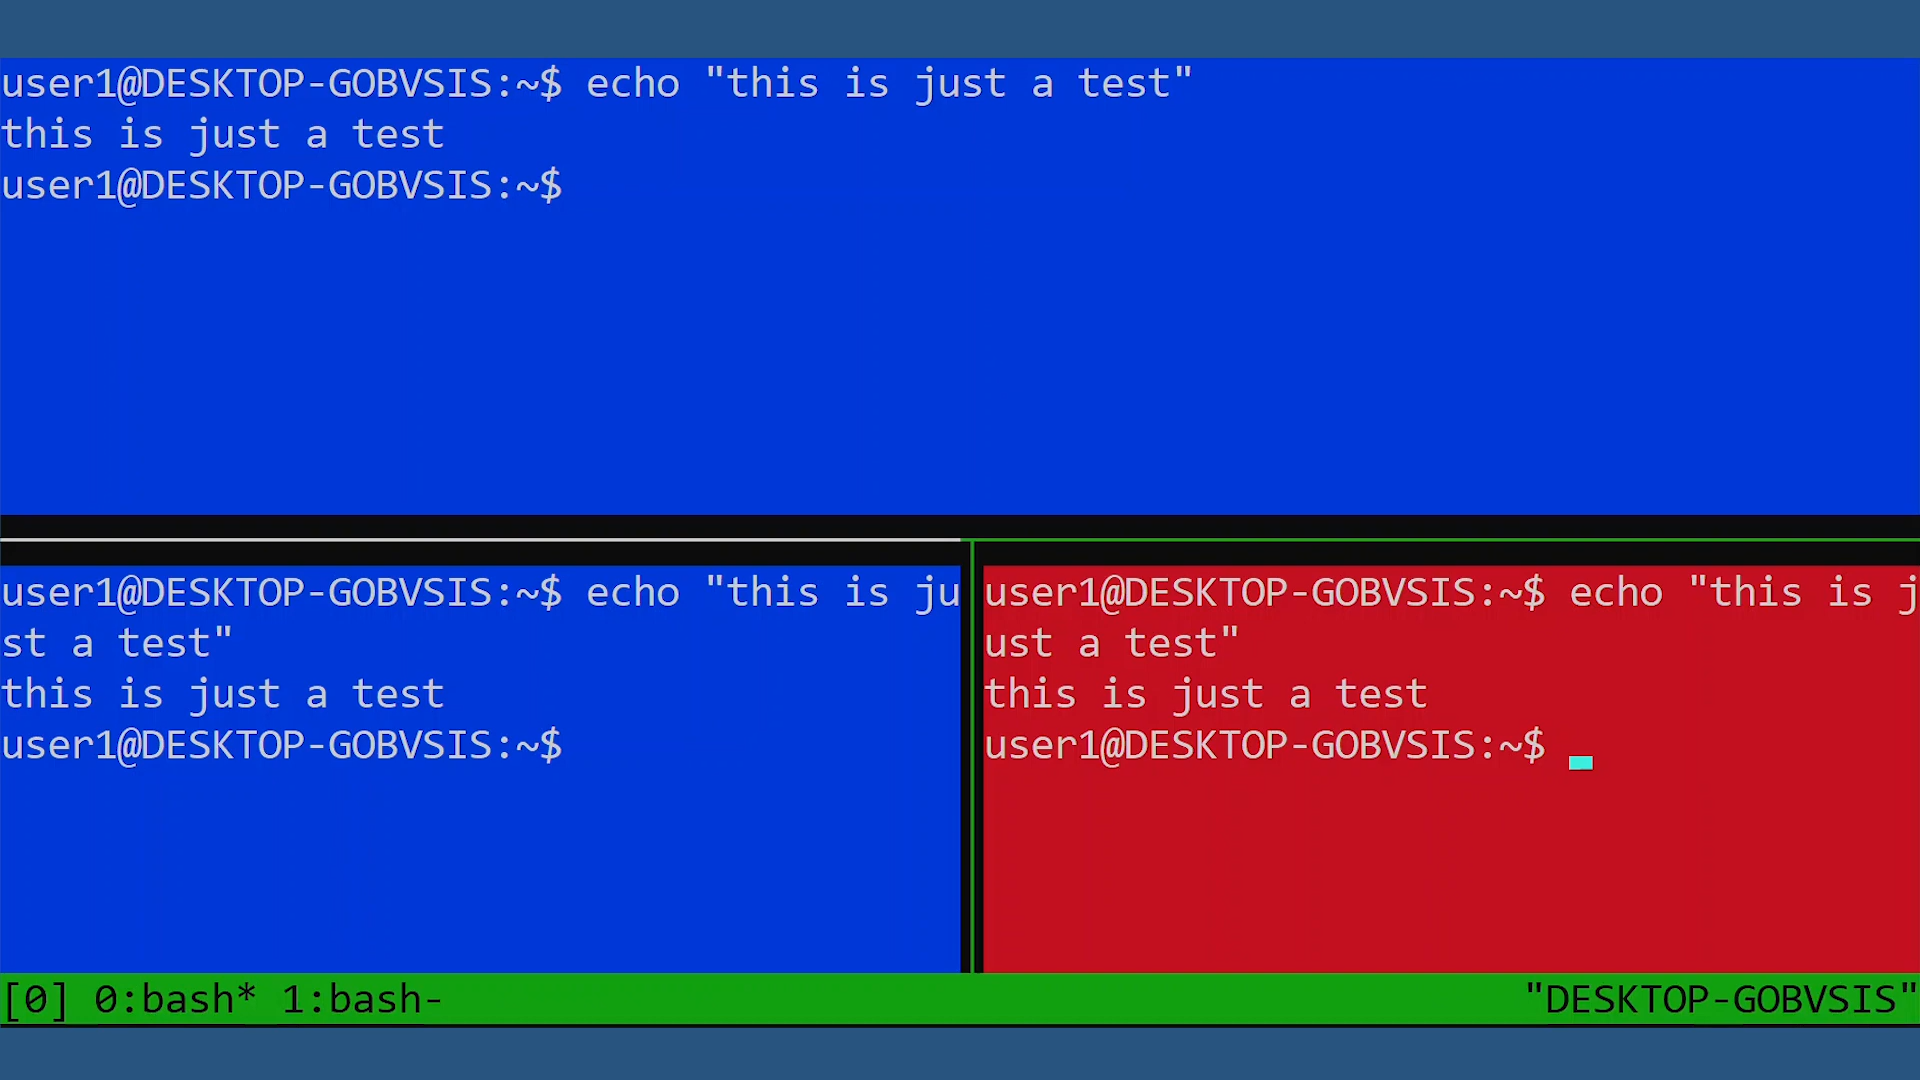 user1@DESKTOP-GOBVSIS:~$ echo "this is just a test"
this is just a test
user1@DESKTOP-GOBVSIS:~$
user1@DESKTOP-GOBVSIS:~$ echo "this is ju
st a test"
this is just a test
user1@DESKTOP-GOBVSIS:~$
user1@DESKTOP-GOBVSIS:~$ echo "this is j
ust a test"
this is just a test
user1@DESKTOP-GOBVSIS:~$
[0] 0:bash* 1:bash- "DESKTOP-GOBVSIS"